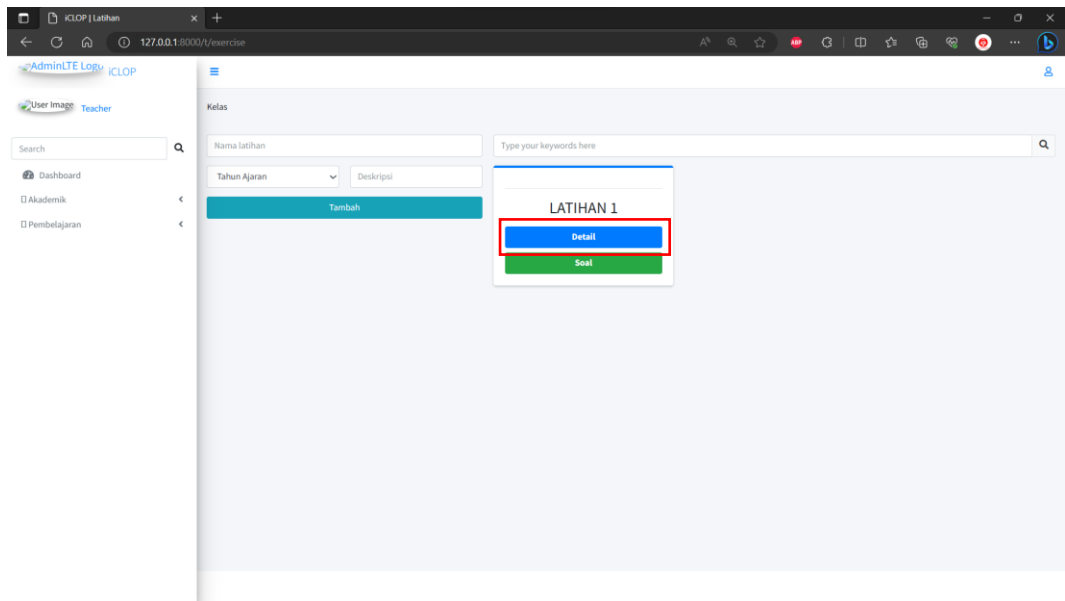 iCLOP | Latihan
127.0.0.1:8000/t/exercise
ABP
AdminLTE Logo iCLOP
User Image Teacher
Kelas
Search
Nama latihan
Type your keywords here
Dashboard
Tahun Ajaran
Deskripsi
Akademik
Tambah
LATIHAN 1
Pembelajaran
Detail
Soal